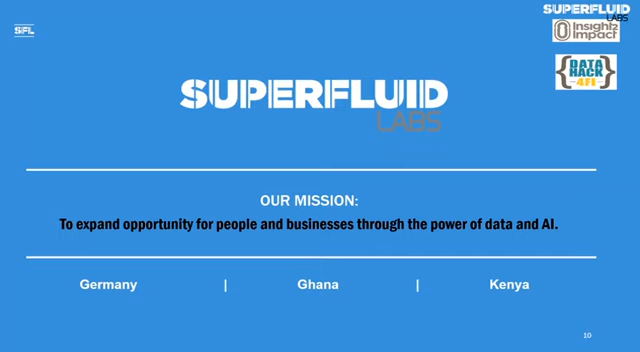 SFL
SUPERFLUID
LABS
Insight2
Impact
{DATA
HACK
4FI}
SUPERFLUID
LABS
OUR MISSION:
To expand opportunity for people and businesses through the power of data and AI.
Germany | Ghana | Kenya
10